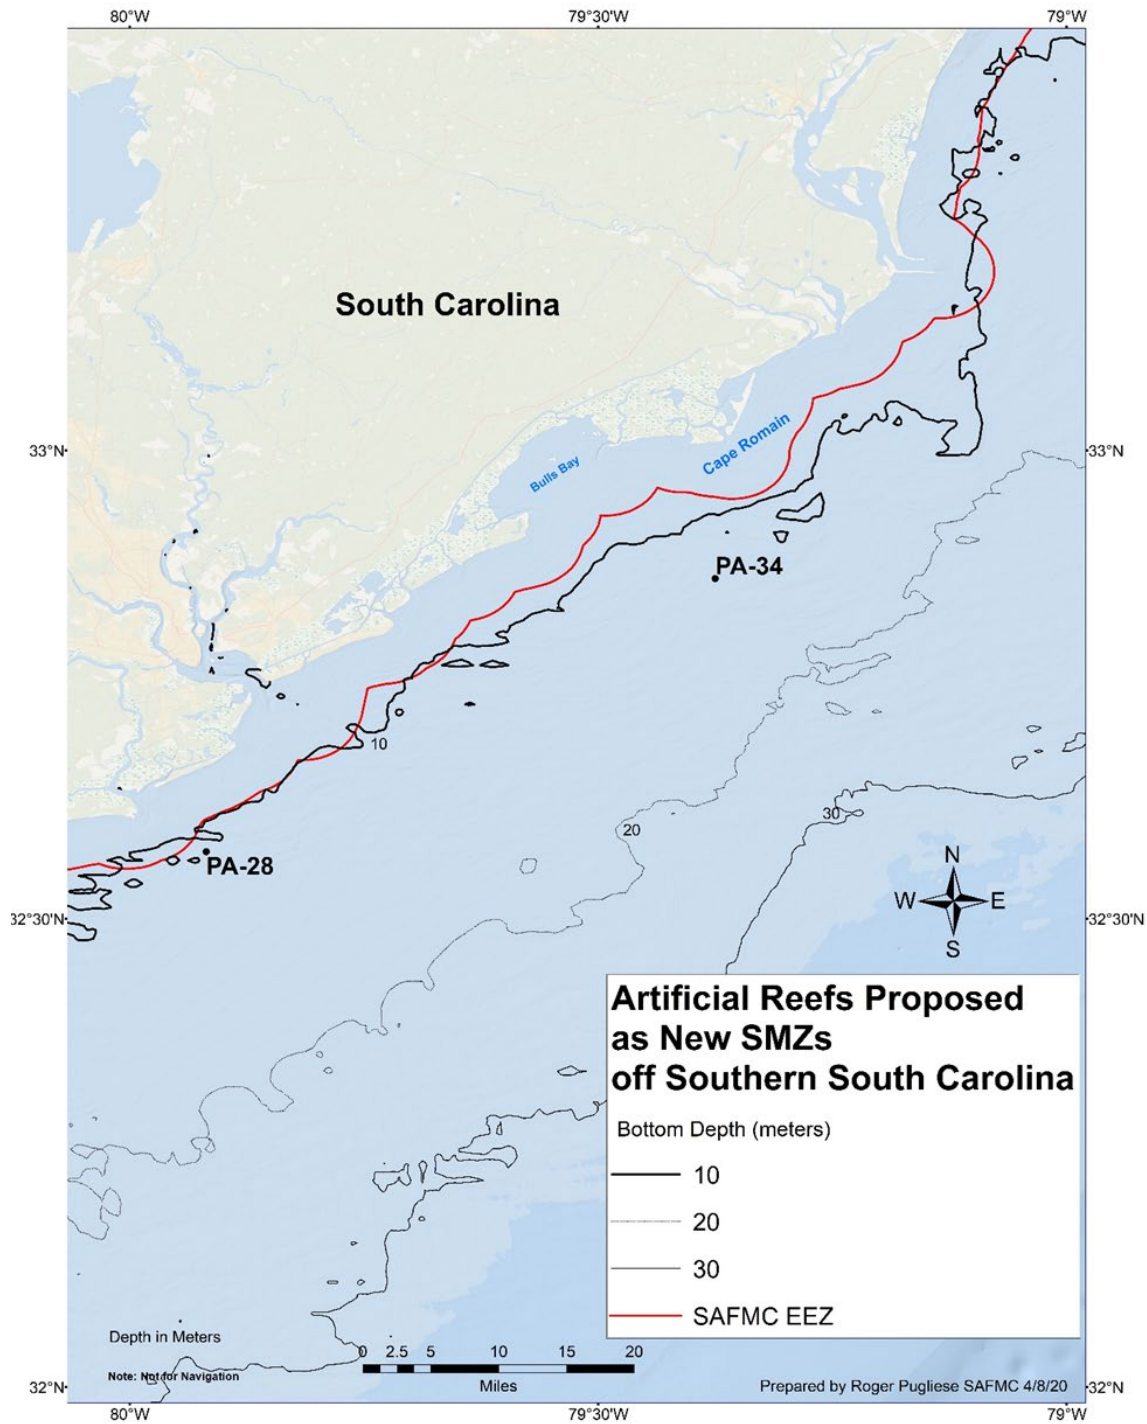 80°W
79°30'W
79°W
South Carolina
33°N
33°N
Cape Romain
Bulls Bay
PA-34
10
20
30
PA-28
N
W
E
S
32°30'N
32°30'N
Artificial Reefs Proposed
as New SMZs
off Southern South Carolina
Bottom Depth (meters)
10
20
30
SAFMC EEZ
Depth in Meters
0 2.5 5 10 15 20
Miles
Note: Not for Navigation
Prepared by Roger Pugliese SAFMC 4/8/20
32°N
32°N
80°W
79°30'W
79°W